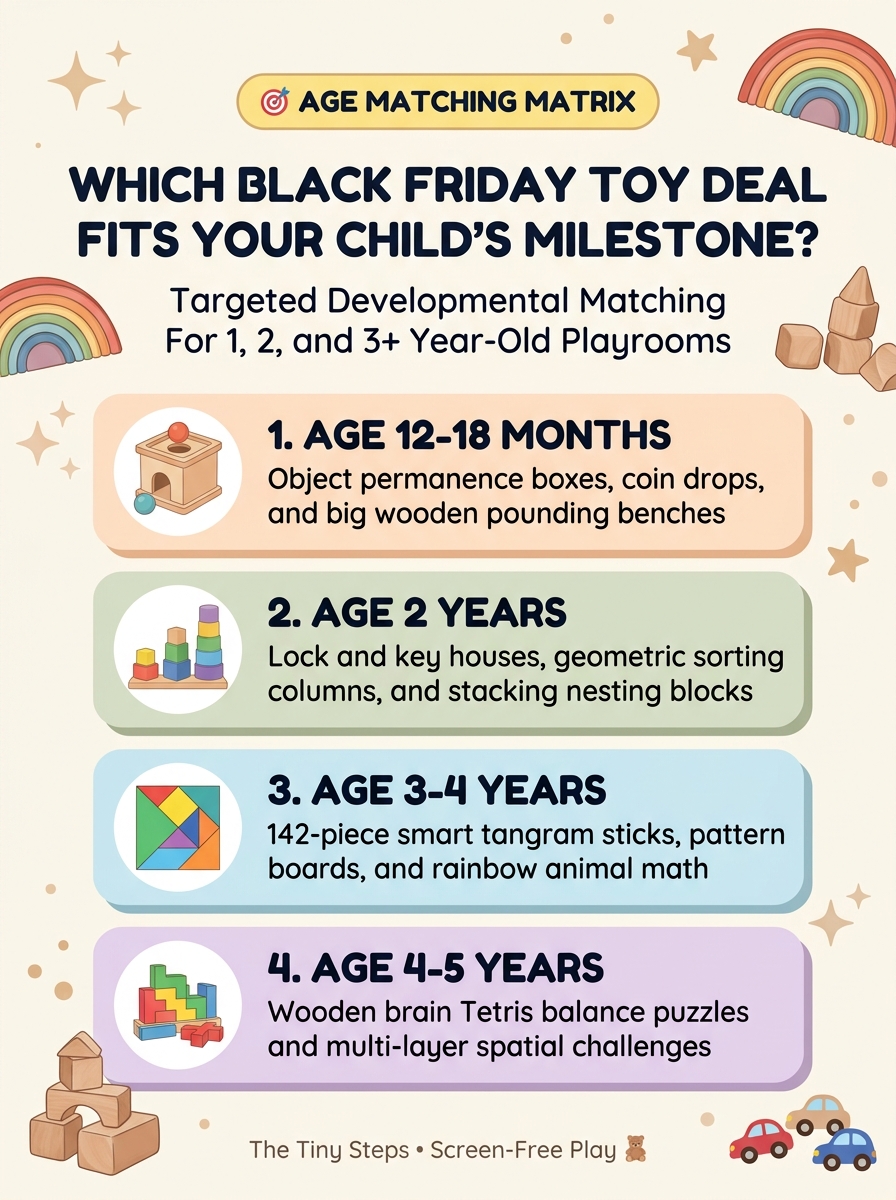 🎯 AGE MATCHING MATRIX
WHICH BLACK FRIDAY TOY DEAL
FITS YOUR CHILD'S MILESTONE?
Targeted Developmental Matching
For 1, 2, and 3+ Year-Old Playrooms
1. AGE 12-18 MONTHS
Object permanence boxes, coin drops,
and big wooden pounding benches
2. AGE 2 YEARS
Lock and key houses, geometric sorting
columns, and stacking nesting blocks
3. AGE 3-4 YEARS
142-piece smart tangram sticks, pattern
boards, and rainbow animal math
4. AGE 4-5 YEARS
Wooden brain Tetris balance puzzles
and multi-layer spatial challenges
The Tiny Steps • Screen-Free Play 🧸